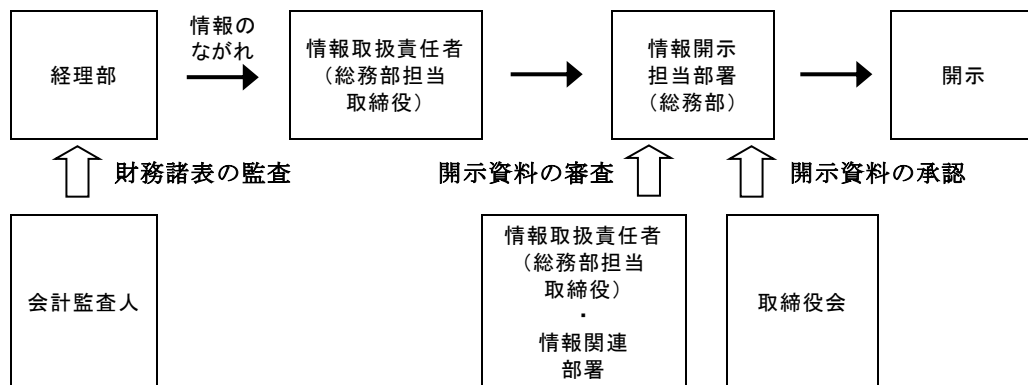 経理部
情報の
ながれ
情報取扱責任者
（総務部担当
取締役）
情報開示
担当部署
（総務部）
開示
財務諸表の監査
開示資料の審査
開示資料の承認
会計監査人
情報取扱責任者
（総務部担当
取締役）
・
情報関連
部署
取締役会